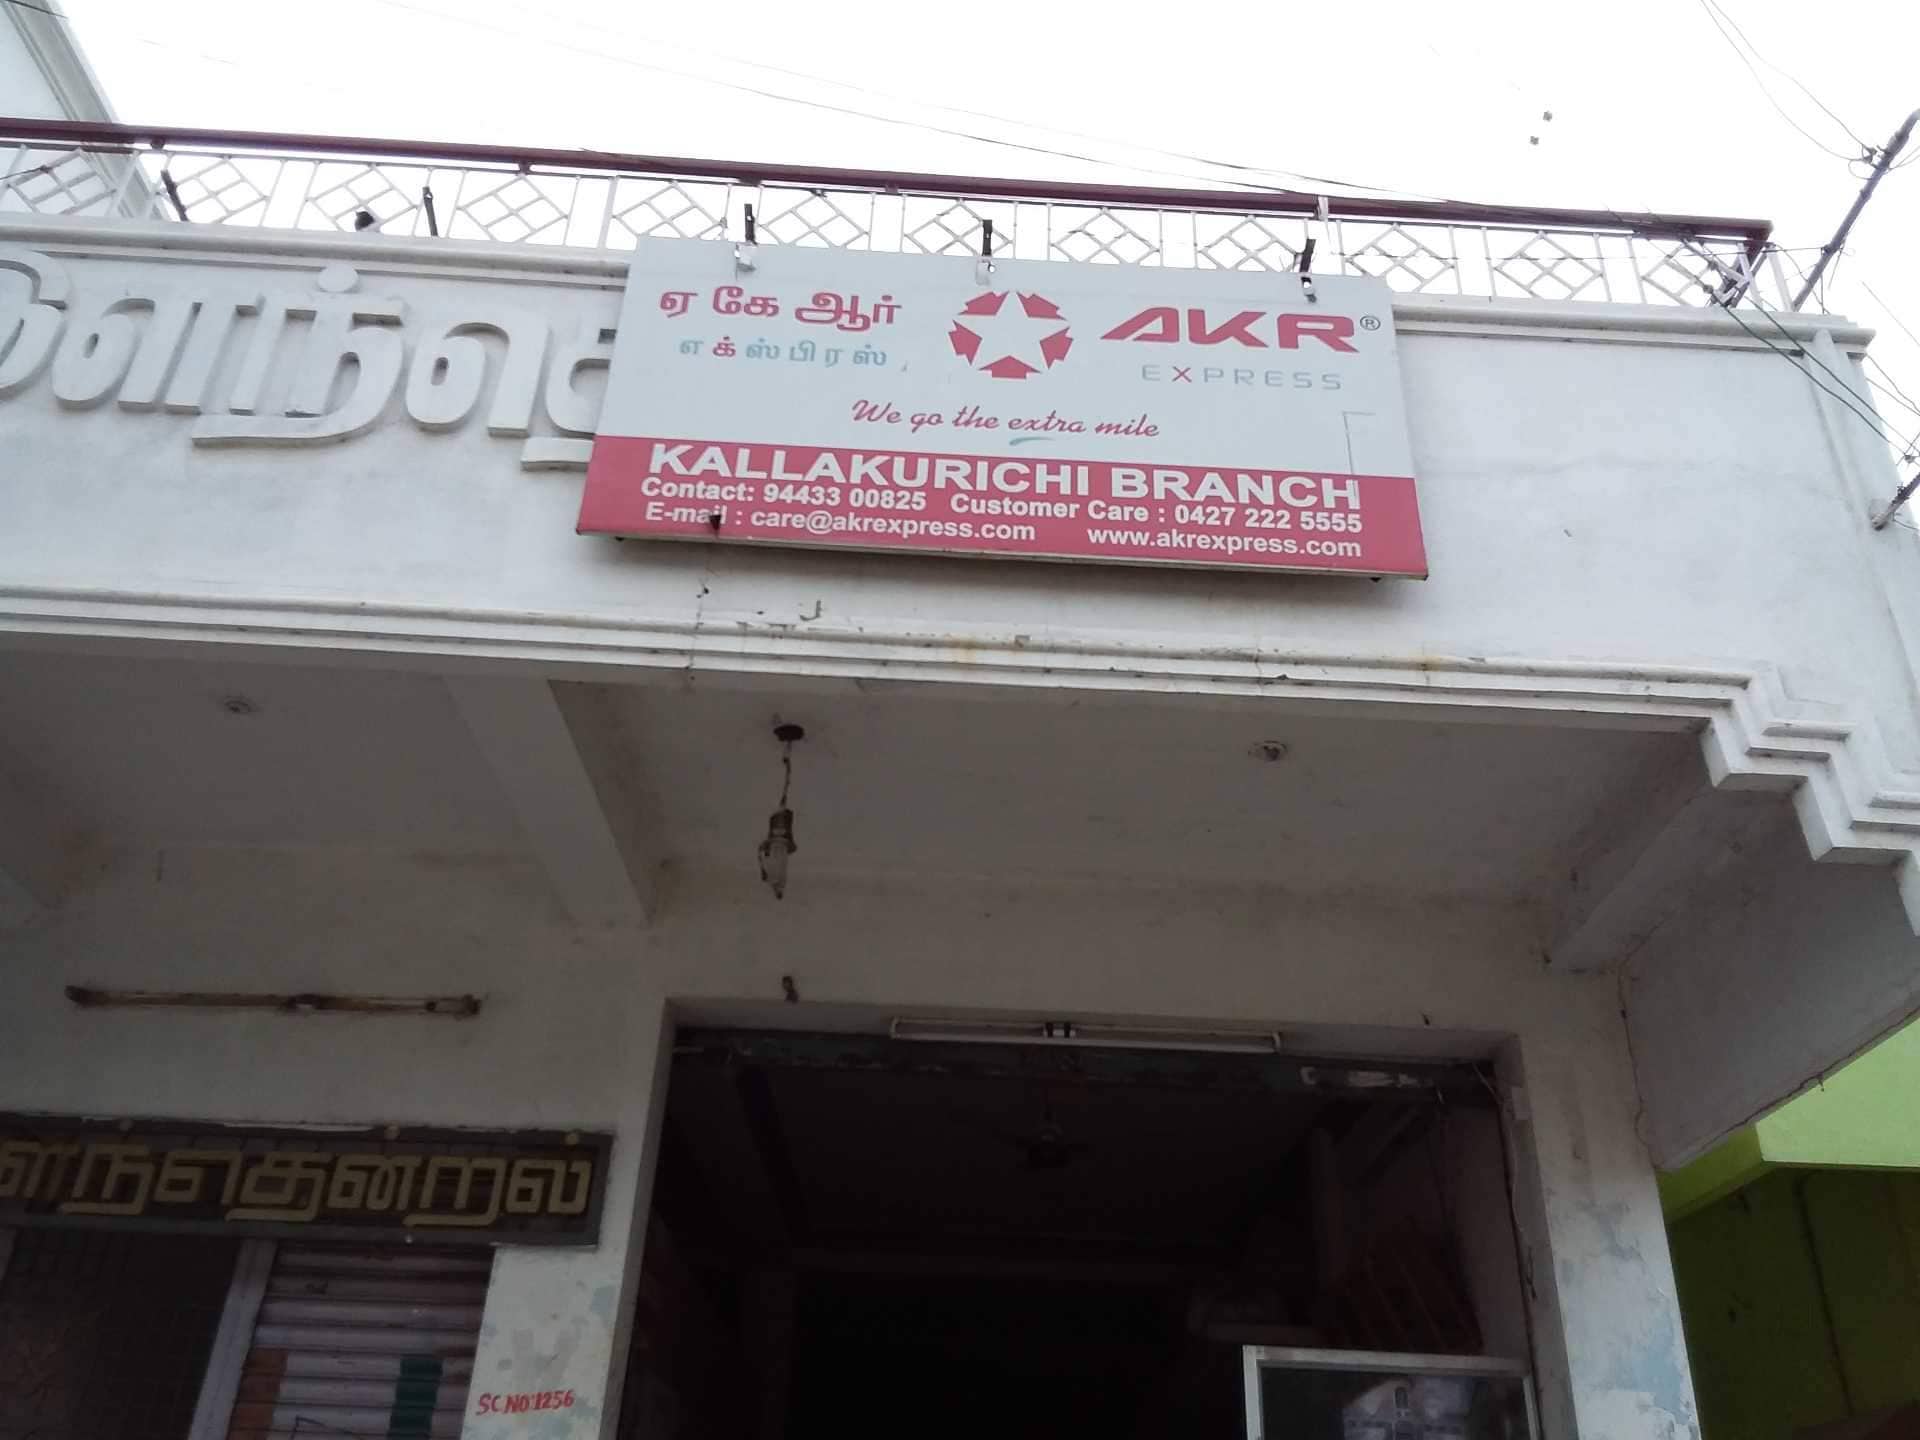 ஏ கே ஆர்
எக்ஸ்பிரஸ்
AKR®
EXPRESS
We go the extra mile
KALLAKURICHI BRANCH
Contact: 94433 00825 Customer Care : 0427 222 5555
E-mail : care@akrexpress.com www.akrexpress.com
SC.NO:1256